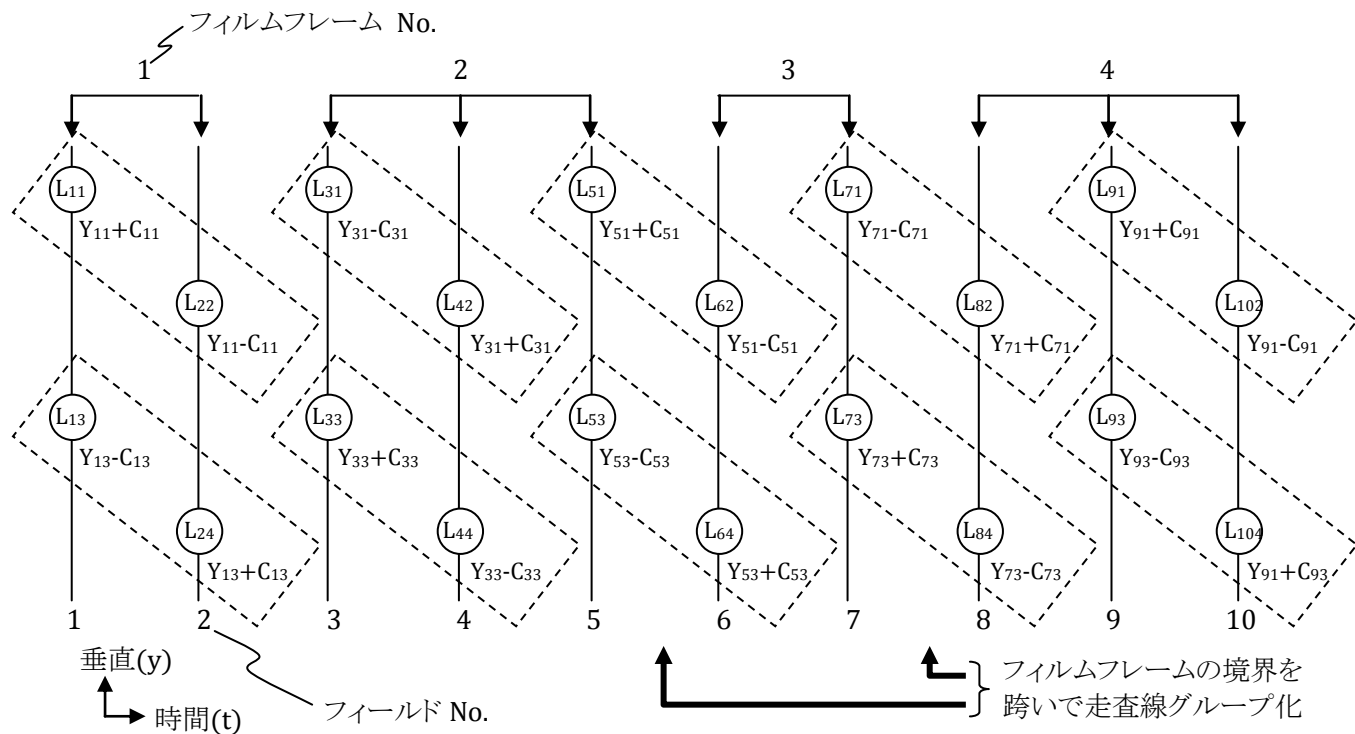 フィルムフレーム No.
1 2 3 4
L11 L31 L51 L71 L91
Y11+C11 Y31-C31 Y51+C51 Y71-C71 Y91+C91
L22 L42 L62 L82 L102
Y11-C11 Y31+C31 Y51-C51 Y71+C71 Y91-C91
L13 L33 L53 L73 L93
Y13-C13 Y33+C33 Y53-C53 Y73+C73 Y93-C93
L24 L44 L64 L84 L104
Y13+C13 Y33-C33 Y53+C53 Y73-C73 Y91+C93
1 2 3 4 5 6 7 8 9 10
垂直(y)
時間(t)
フィールド No.
フィルムフレームの境界を
跨いで走査線グループ化